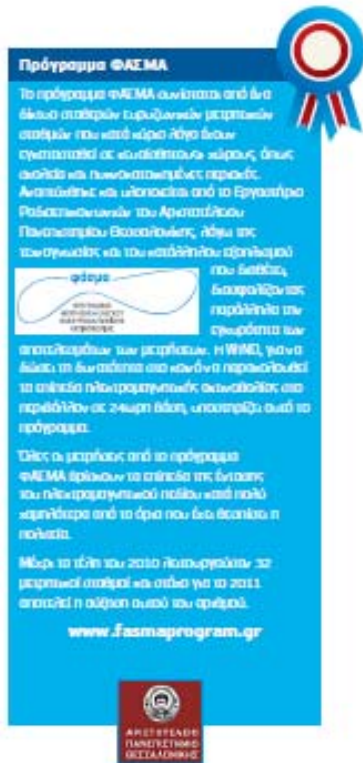 Πρόγραμμα ΦΑΣΜΑ
Το πρόγραμμα ΦΑΣΜΑ συνίσταται από ένα
δίκτυο σταθερών ευρυζωνικών μετρητικών
σταθμών που κατά κύριο λόγο έχουν
εγκατασταθεί σε «ευαίσθητους» χώρους, όπως
σχολεία και πυκνοκατοικημένες περιοχές.
Αναπτύχθηκε και υλοποιείται από το Εργαστήριο
Ραδιοεπικοινωνιών του Αριστοτέλειου
Πανεπιστημίου Θεσσαλονίκης, λόγω της
τεχνογνωσίας και του κατάλληλου εξοπλισμού
που διαθέτει,
φάσμα
διασφαλίζοντας
παράλληλα την
εγκυρότητα των
αποτελεσμάτων των μετρήσεων. Η WIND, για να
δώσει τη δυνατότητα στο κοινό να παρακολουθεί
τα επίπεδα ηλεκτρομαγνητικής ακτινοβολίας στο
περιβάλλον σε 24ωρη βάση, υποστηρίζει αυτό το
πρόγραμμα.
Όλες οι μετρήσεις από το πρόγραμμα
ΦΑΣΜΑ βρίσκουν τα επίπεδα της έντασης
του ηλεκτρομαγνητικού πεδίου κατά πολύ
χαμηλότερα από τα όρια που έχει θεσπίσει η
πολιτεία.
Μέχρι τα τέλη του 2010 λειτουργούσαν 32
μετρητικοί σταθμοί και στόχο για το 2011
αποτελεί η αύξηση αυτού του αριθμού.
www.fasmaprogram.gr
ΑΡΙΣΤΟΤΕΛΕΙΟ
ΠΑΝΕΠΙΣΤΗΜΙΟ
ΘΕΣΣΑΛΟΝΙΚΗΣ